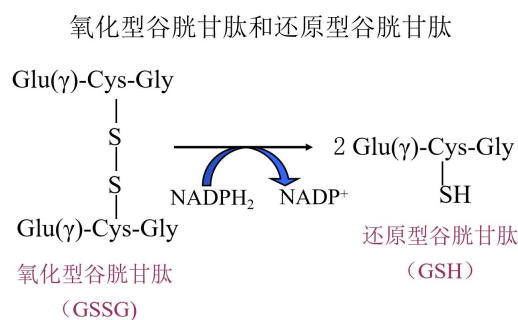 氧化型谷胱甘肽和还原型谷胱甘肽
Glu(γ)-Cys-Gly
S
S
Glu(γ)-Cys-Gly
氧化型谷胱甘肽
（GSSG）
NADPH₂
NADP⁺
2 Glu(γ)-Cys-Gly
SH
还原型谷胱甘肽
（GSH）